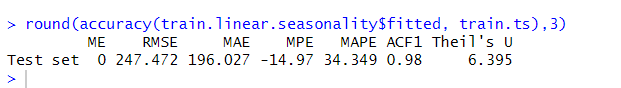 > round(accuracy(train.linear.seasonality$fitted, train.ts),3)
ME RMSE MAE MPE MAPE ACF1 Theil's U
Test set 0 247.472 196.027 -14.97 34.349 0.98 6.395
>